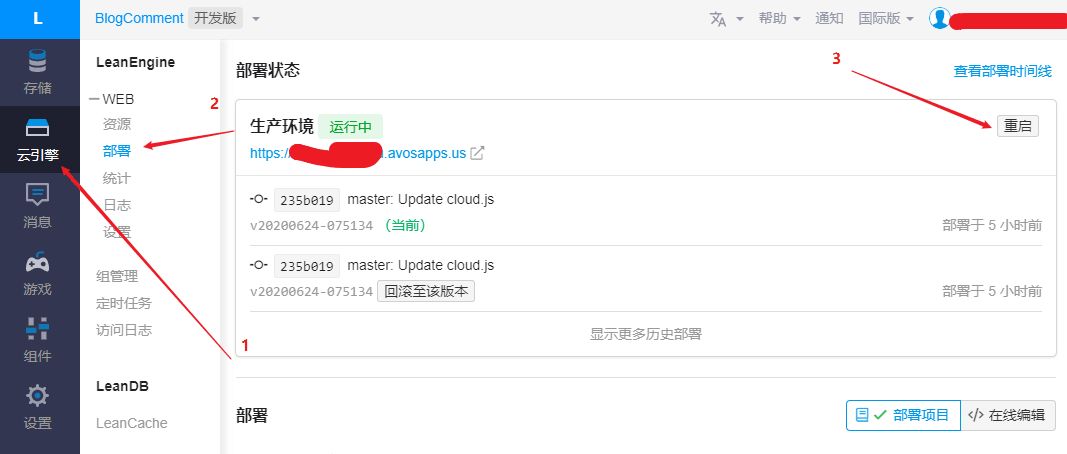 L
BlogComment 开发版
帮助
通知
国际版
存储
云引擎
消息
游戏
组件
设置
LeanEngine
WEB
资源
部署
统计
日志
设置
组管理
定时任务
访问日志
LeanDB
LeanCache
1
2
3
部署状态
查看部署时间线
生产环境 运行中
重启
https://
.avosapps.us
235b019 master: Update cloud.js
v20200624-075134 （当前）
部署于 5 小时前
235b019 master: Update cloud.js
v20200624-075134 回滚至该版本
部署于 5 小时前
显示更多历史部署
部署
部署项目
</> 在线编辑